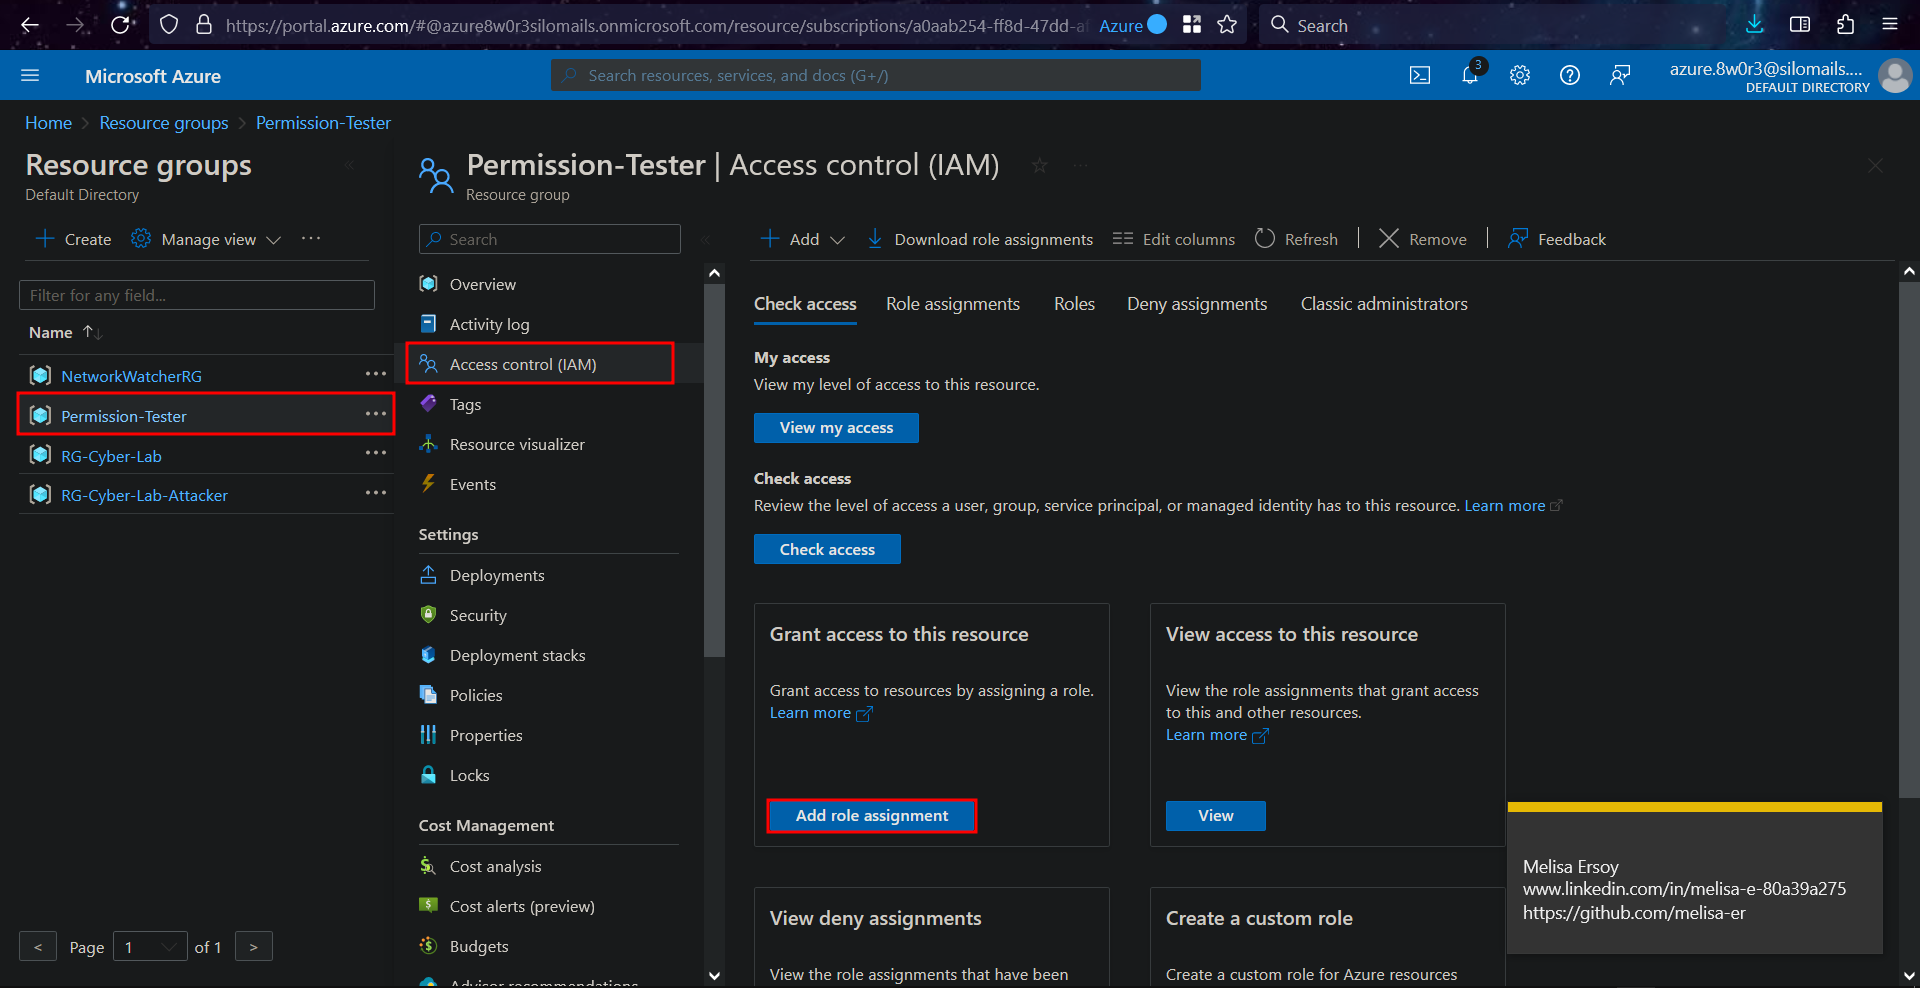 https://portal.azure.com/#@azure8w0r3silomails.onmicrosoft.com/resource/subscriptions/a0aab254-ff8d-47dd-a
Azure
Search
Microsoft Azure
Search resources, services, and docs (G+/)
3
azure.8w0r3@silomails....
DEFAULT DIRECTORY
Home > Resource groups > Permission-Tester
Resource groups
Default Directory
Create
Manage view
Filter for any field...
Name
NetworkWatcherRG
Permission-Tester
RG-Cyber-Lab
RG-Cyber-Lab-Attacker
< Page 1 of 1 >
Permission-Tester | Access control (IAM)
Resource group
Search
Overview
Activity log
Access control (IAM)
Tags
Resource visualizer
Events
Settings
Deployments
Security
Deployment stacks
Policies
Properties
Locks
Cost Management
Cost analysis
Cost alerts (preview)
Budgets
Advisor recommendations
Add
Download role assignments
Edit columns
Refresh
Remove
Feedback
Check access
Role assignments
Roles
Deny assignments
Classic administrators
My access
View my level of access to this resource.
View my access
Check access
Review the level of access a user, group, service principal, or managed identity has to this resource. Learn more
Check access
Grant access to this resource
Grant access to resources by assigning a role.
Learn more
Add role assignment
View access to this resource
View the role assignments that grant access
to this and other resources.
Learn more
View
View deny assignments
View the role assignments that have been
Create a custom role
Create a custom role for Azure resources
Melisa Ersoy
www.linkedin.com/in/melisa-e-80a39a275
https://github.com/melisa-er